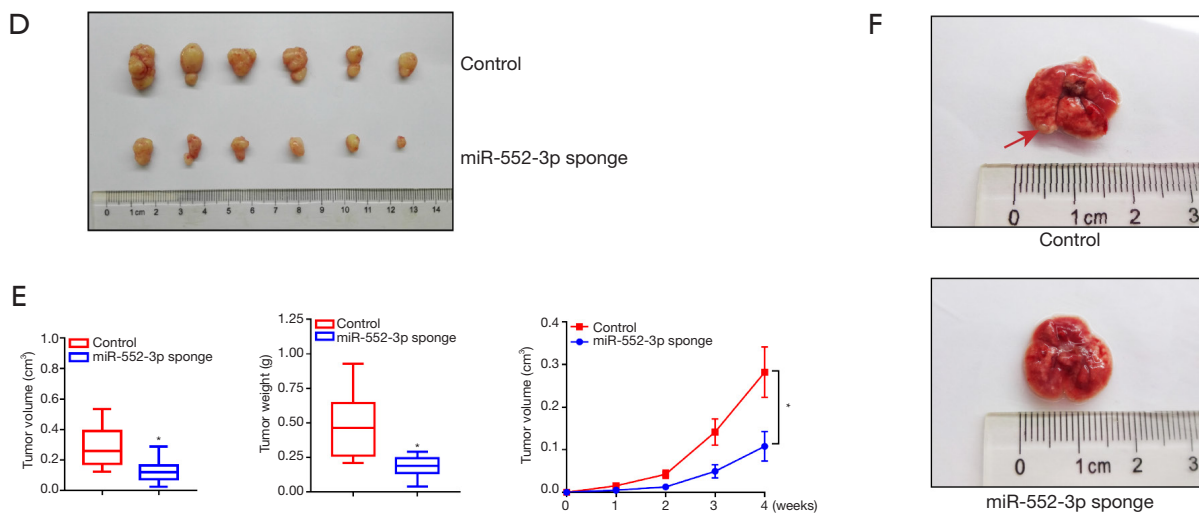 D
Control
miR-552-3p sponge
0 1cm 2 3 4 5 6 7 8 9 10 11 12 13 14
F
0 1cm 2 3
Control
0 1cm 2 3
miR-552-3p sponge
E
Tumor volume (cm³)
1.0
0.8
0.6
0.4
0.2
0.0
Control
miR-552-3p sponge
*
Tumor weight (g)
1.25
1.00
0.75
0.50
0.25
0.00
Control
miR-552-3p sponge
*
Tumor volume (cm³)
0.4
0.3
0.2
0.1
0.0
Control
miR-552-3p sponge
*
0 1 2 3 4 (weeks)